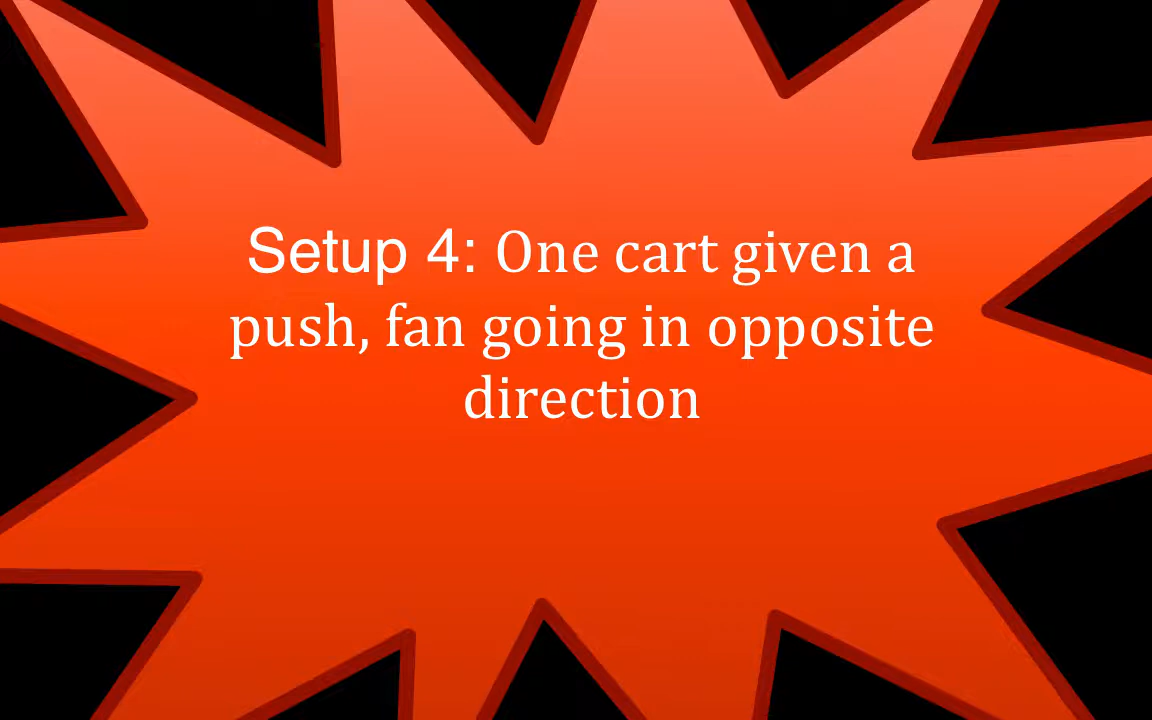 Setup 4: One cart given a
push, fan going in opposite
direction